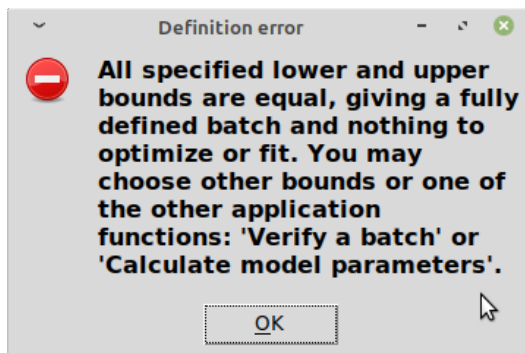 Definition error
All specified lower and upper
bounds are equal, giving a fully
defined batch and nothing to
optimize or fit. You may
choose other bounds or one of
the other application
functions: 'Verify a batch' or
'Calculate model parameters'.
OK